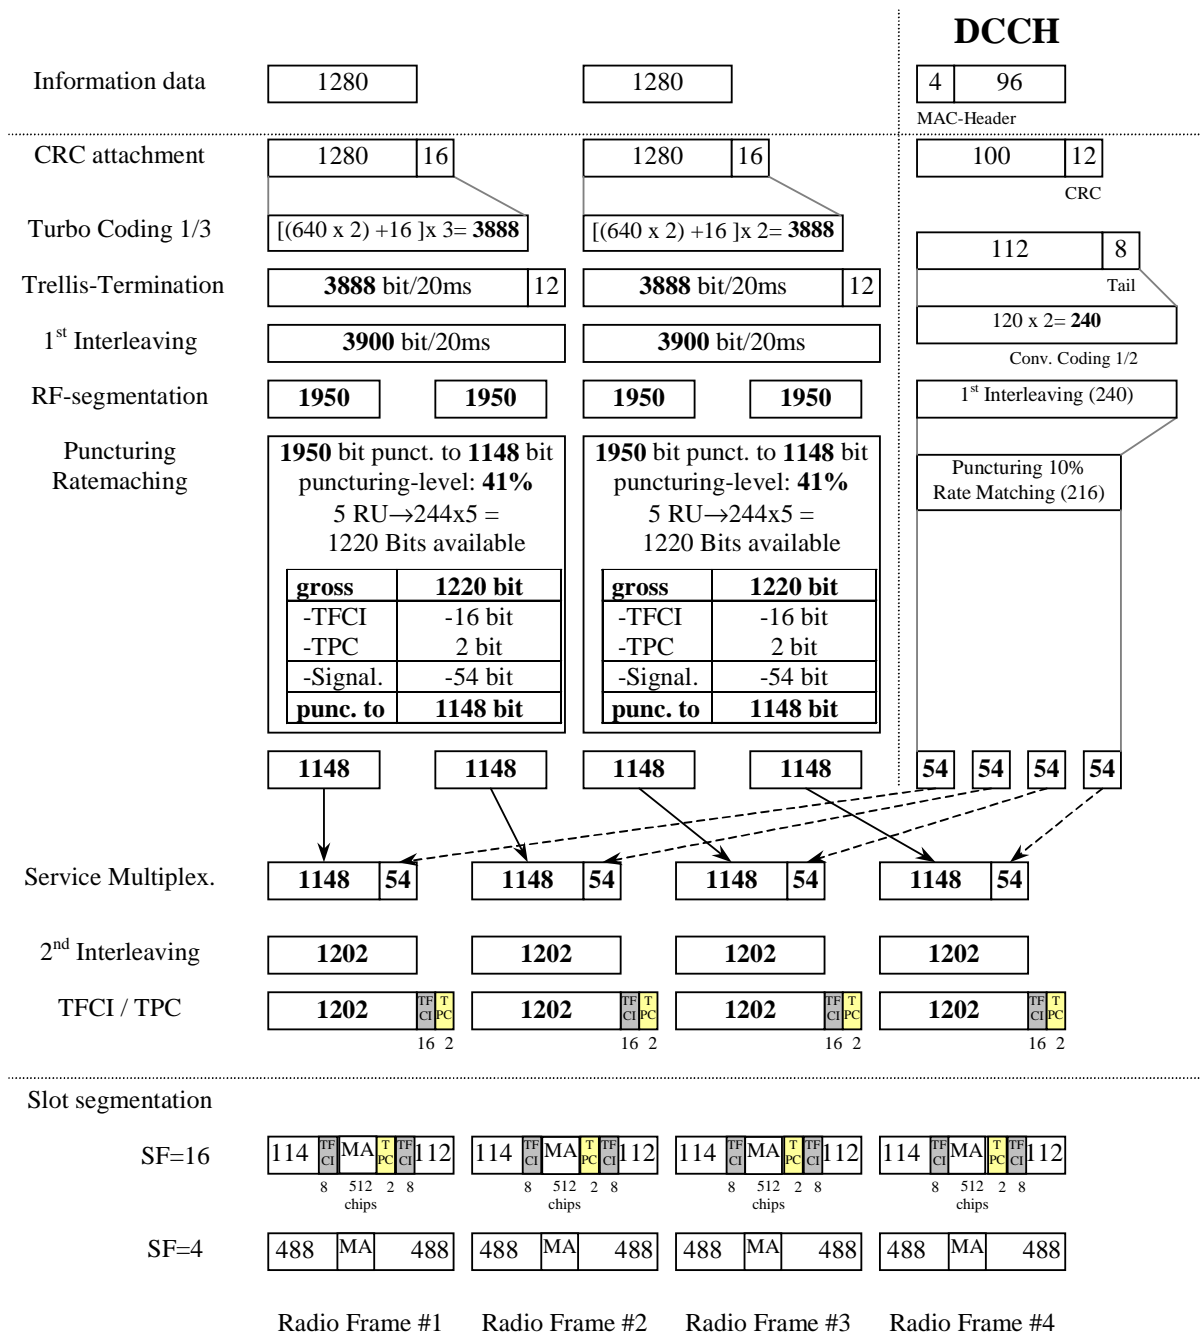 DCCH
Information data 1280 1280 4 96
MAC-Header
CRC attachment 1280 16 1280 16 100 12
CRC
Turbo Coding 1/3 [(640 x 2) +16 ]x 3= 3888 [(640 x 2) +16 ]x 2= 3888
112 8
Trellis-Termination 3888 bit/20ms 12 3888 bit/20ms 12
Tail
120 x 2= 240
1st Interleaving 3900 bit/20ms 3900 bit/20ms
Conv. Coding 1/2
RF-segmentation 1950 1950 1950 1950 1st Interleaving (240)
Puncturing
Ratemaching
1950 bit punct. to 1148 bit
puncturing-level: 41%
5 RU→244x5 =
1220 Bits available
gross 1220 bit
-TFCI -16 bit
-TPC 2 bit
-Signal. -54 bit
punc. to 1148 bit
1950 bit punct. to 1148 bit
puncturing-level: 41%
5 RU→244x5 =
1220 Bits available
gross 1220 bit
-TFCI -16 bit
-TPC 2 bit
-Signal. -54 bit
punc. to 1148 bit
Puncturing 10%
Rate Matching (216)
1148 1148 1148 1148 54 54 54 54
Service Multiplex. 1148 54 1148 54 1148 54 1148 54
2nd Interleaving 1202 1202 1202 1202
TFCI / TPC 1202 TF CI T PC 1202 TF CI T PC 1202 TF CI T PC 1202 TF CI T PC
16 2 16 2 16 2 16 2
Slot segmentation
SF=16 114 TF CI MA T PC TF CI 112 114 TF CI MA T PC TF CI 112 114 TF CI MA T PC TF CI 112 114 TF CI MA T PC TF CI 112
8 512 2 8 8 512 2 8 8 512 2 8 8 512 2 8
chips chips chips chips
SF=4 488 MA 488 488 MA 488 488 MA 488 488 MA 488
Radio Frame #1 Radio Frame #2 Radio Frame #3 Radio Frame #4